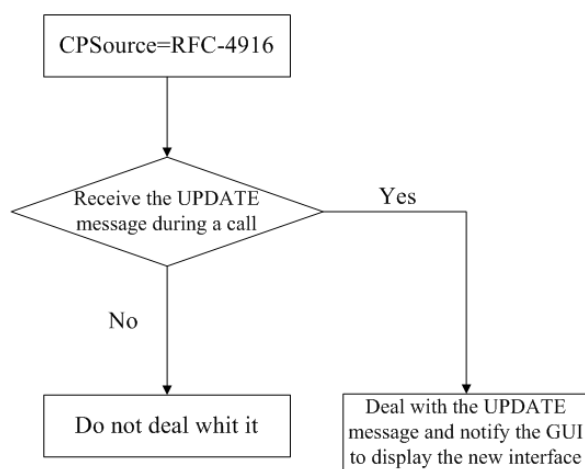 CPSource=RFC-4916
Receive the UPDATE
message during a call
Yes
No
Do not deal whit it
Deal with the UPDATE
message and notify the GUI
to display the new interface